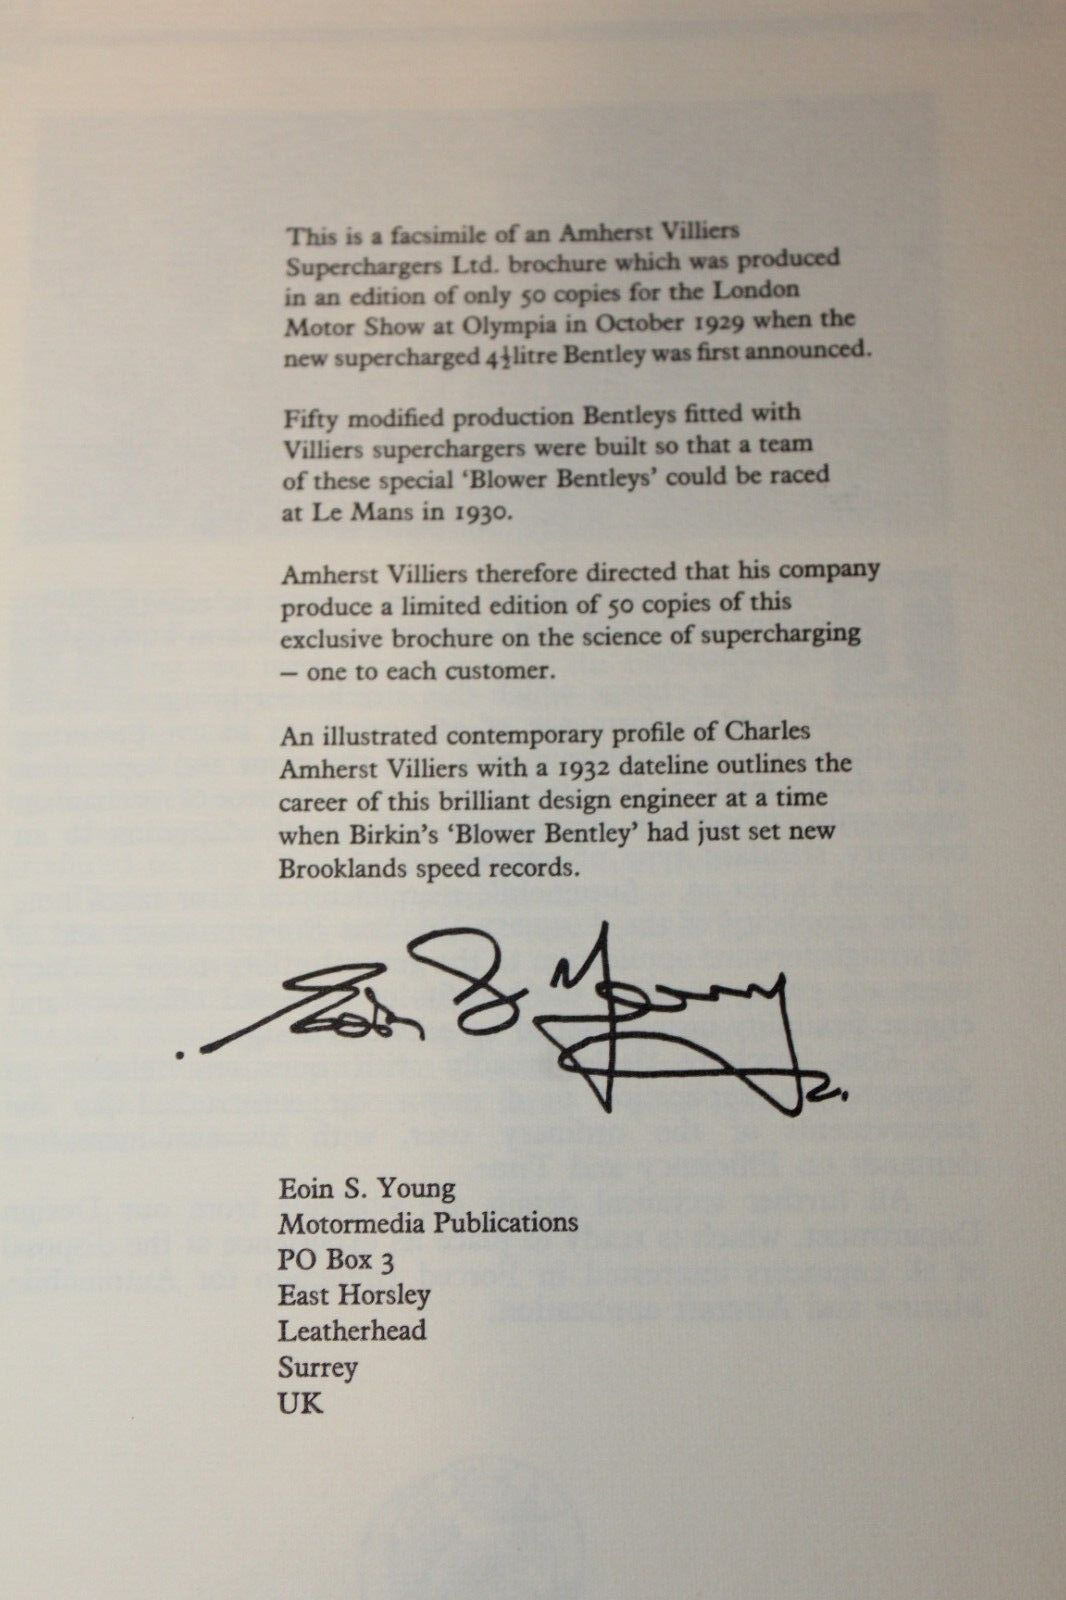 This is a facsimile of an Amherst Villiers
Superchargers Ltd. brochure which was produced
in an edition of only 50 copies for the London
Motor Show at Olympia in October 1929 when the
new supercharged 4½ litre Bentley was first announced.
Fifty modified production Bentleys fitted with
Villiers superchargers were built so that a team
of these special ‘Blower Bentleys’ could be raced
at Le Mans in 1930.
Amherst Villiers therefore directed that his company
produce a limited edition of 50 copies of this
exclusive brochure on the science of supercharging
– one to each customer.
An illustrated contemporary profile of Charles
Amherst Villiers with a 1932 dateline outlines the
career of this brilliant design engineer at a time
when Birkin’s ‘Blower Bentley’ had just set new
Brooklands speed records.
Eoin S Young
Eoin S. Young
Motormedia Publications
PO Box 3
East Horsley
Leatherhead
Surrey
UK